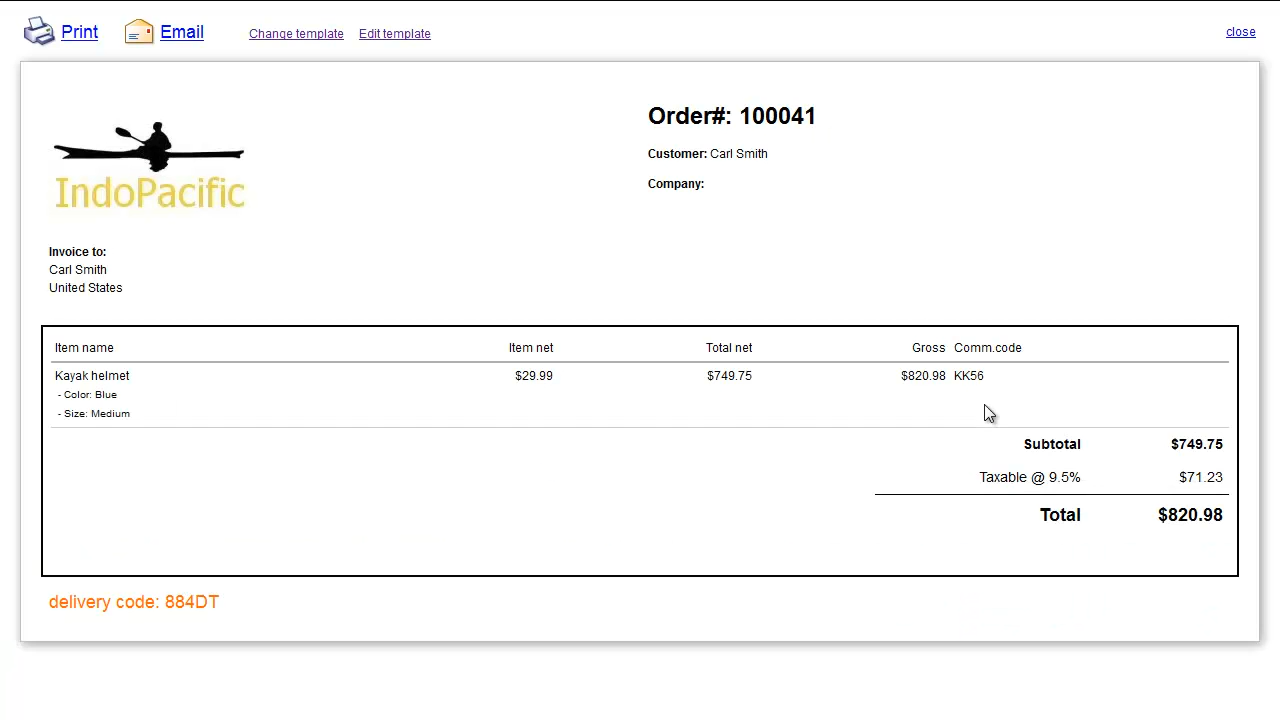 Print Email Change template Edit template close
IndoPacific
Order#: 100041
Customer: Carl Smith
Company:
Invoice to:
Carl Smith
United States
Item name Item net Total net Gross Comm.code
Kayak helmet $29.99 $749.75 $820.98 KK56
- Color: Blue
- Size: Medium
Subtotal $749.75
Taxable @ 9.5% $71.23
Total $820.98
delivery code: 884DT